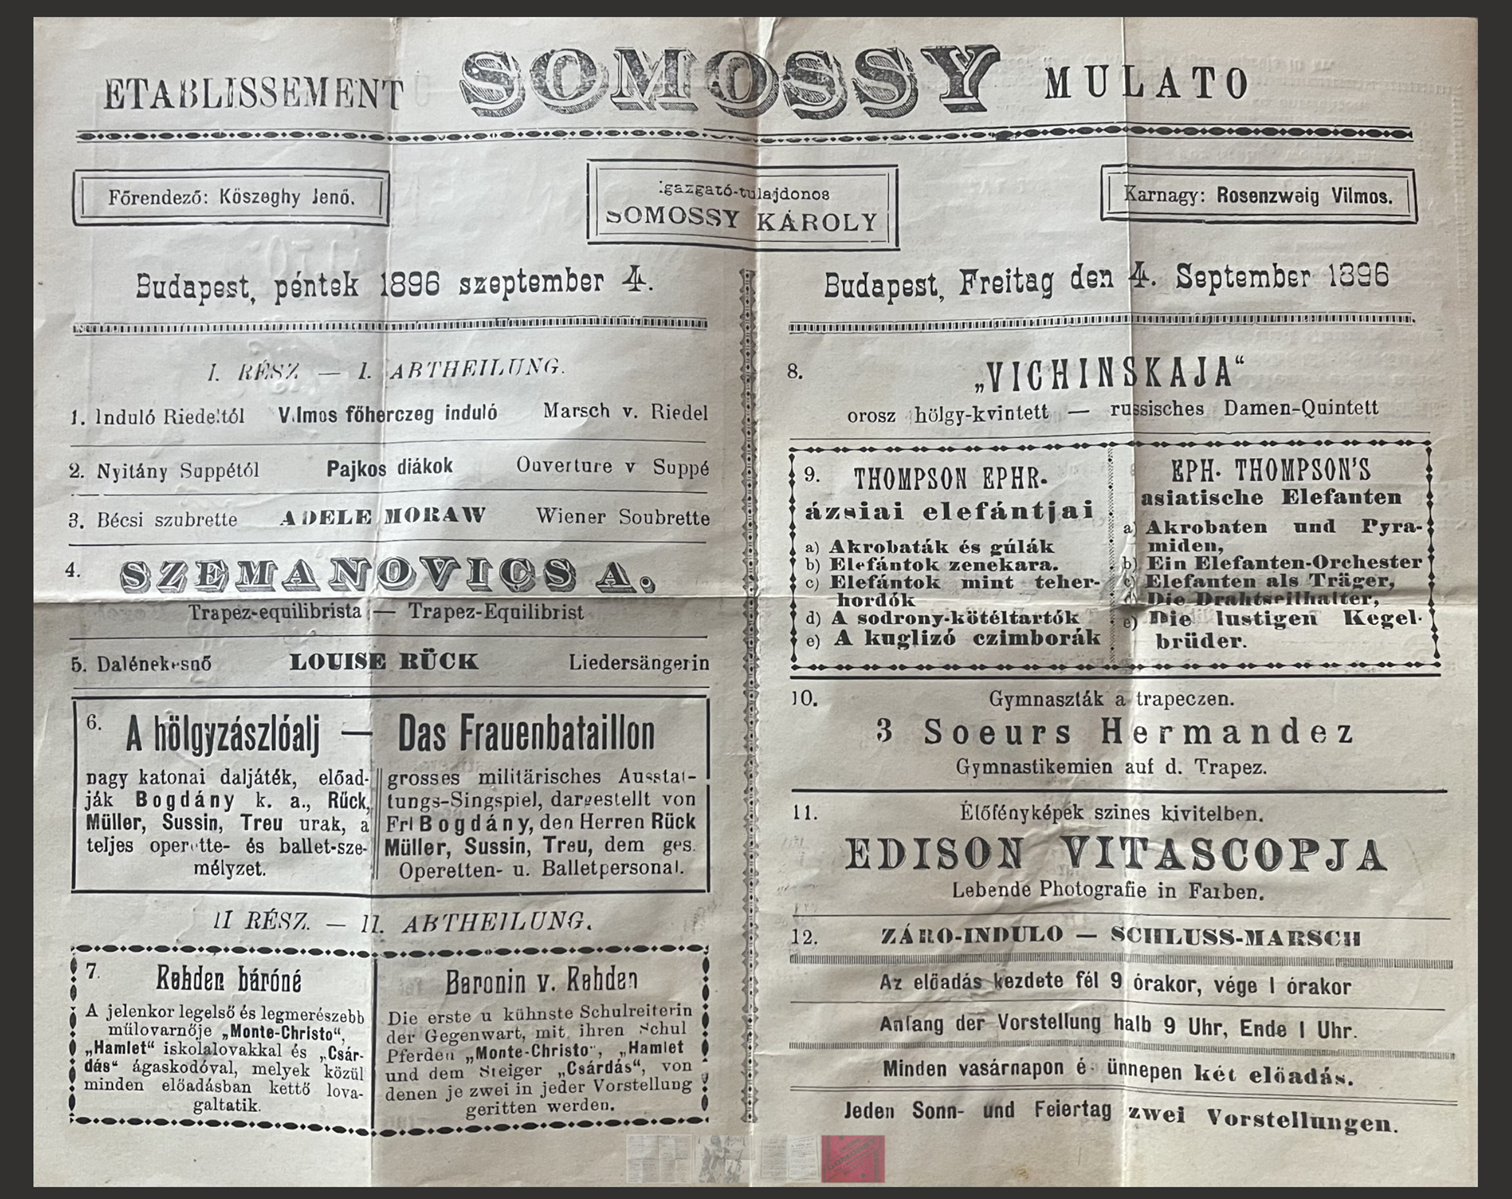 ETABLISSEMENT SOMOSSY MULATO
Főrendező: Kőszeghy Jenő.
Igazgató-tulajdonos
SOMOSSY KÁROLY
Karnagy: Rosenzweig Vilmos.
Budapest, péntek 1896 szeptember 4.
I. RÉSZ — I. ABTHEILUNG.
1. Induló Riedeltól Vilmos főherczeg induló Marsch v. Riedel
2. Nyitány Suppétól Pajkos diákok Ouverture v Suppé
3. Bécsi szubrette ADELE MORAW Wiener Soubrette
4. SZEMANOVICS A.
Trapez-equilibrista — Trapez-Equilibrist
5. Dalénekesnő LOUISE RÜCK Liedersängerin
6. A hölgyzászlóalj — Das Frauenbataillon
nagy katonai daljáték, előad-
ják Bogdány k. a., Rück,
Müller, Sussin, Treu urak, a
teljes operette- és ballet-sze-
mélyzet.
grosses militärisches Ausstat-
tungs-Singspiel, dargestellt von
Frl Bogdány, den Herren Rück
Müller, Sussin, Treu, dem ges.
Operetten- u. Balletpersonal.
II RÉSZ. — II. ABTHEILUNG.
7. Rehden báróné
A jelenkor legelső és legmerészebb
műlovarnője „Monte-Christo“,
„Hamlet“ iskolalovakkal és „Csár-
dás“ ágaskodóval, melyek közül
minden előadásban kettő lova-
galtatik.
Baronin v. Rehden
Die erste u kühnste Schulreiterin
der Gegenwart, mit ihren Schul
Pferden „Monte-Christo“, „Hamlet
und dem Steiger „Csárdás“, von
denen je zwei in jeder Vorstellung
geritten werden.
Budapest, Freitag den 4. September 1896
8. „VICHINSKAJA“
orosz hölgy-kvintett — russisches Damen-Quintett
9. THOMPSON EPHR.
ázsiai elefántjai
a) Akrobaták és gúlák
b) Elefántok zenekara.
c) Elefántok mint teher-
hordók
d) A sodrony-kötéltartók
e) A kuglizó czimborák
EPH. THOMPSON'S
asiatische Elefanten
a) Akrobaten und Pyra-
miden,
b) Ein Elefanten-Orchester
c) Elefanten als Träger,
d) Die Drahtseilhalter,
e) Die lustigen Kegel-
brüder.
10. Gymnaszták a trapeczen.
3 Soeurs Hermandez
Gymnastikemien auf d. Trapez.
11. Élőfényképek szines kivitelben.
EDISON VITASCOPJA
Lebende Photografie in Farben.
12. ZÁRO-INDULO — SCHLUSS-MARSCH
Az előadás kezdete fél 9 órakor, vége 1 órakor
Anfang der Vorstellung halb 9 Uhr, Ende 1 Uhr.
Minden vasárnapon és ünnepen két előadás.
Jeden Sonn- und Feiertag zwei Vorstellungen.